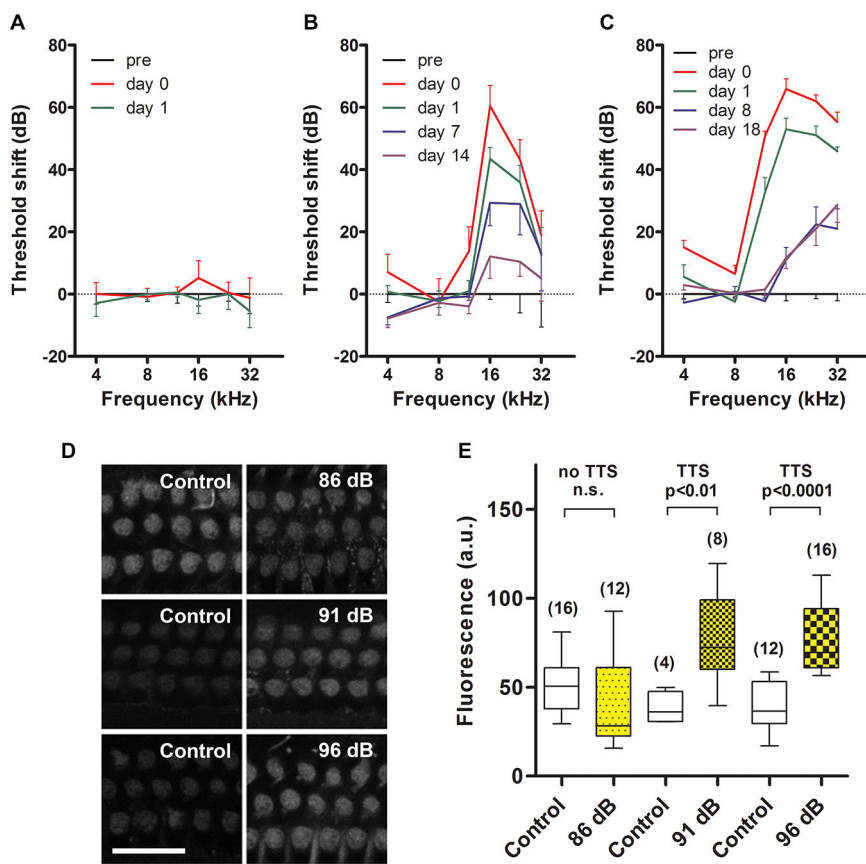 A
80
60
40
20
0
-20
Threshold shift (dB)
pre
day 0
day 1
4
8
16
32
Frequency (kHz)
B
80
60
40
20
0
-20
Threshold shift (dB)
pre
day 0
day 1
day 7
day 14
4
8
16
32
Frequency (kHz)
C
80
60
40
20
0
-20
Threshold shift (dB)
pre
day 0
day 1
day 8
day 18
4
8
16
32
Frequency (kHz)
D
Control
86 dB
Control
91 dB
Control
96 dB
E
Fluorescence (a.u.)
150
100
50
0
no TTS
n.s.
TTS
p<0.01
TTS
p<0.0001
(16)
(12)
(4)
(8)
(12)
(16)
Control
86 dB
Control
91 dB
Control
96 dB